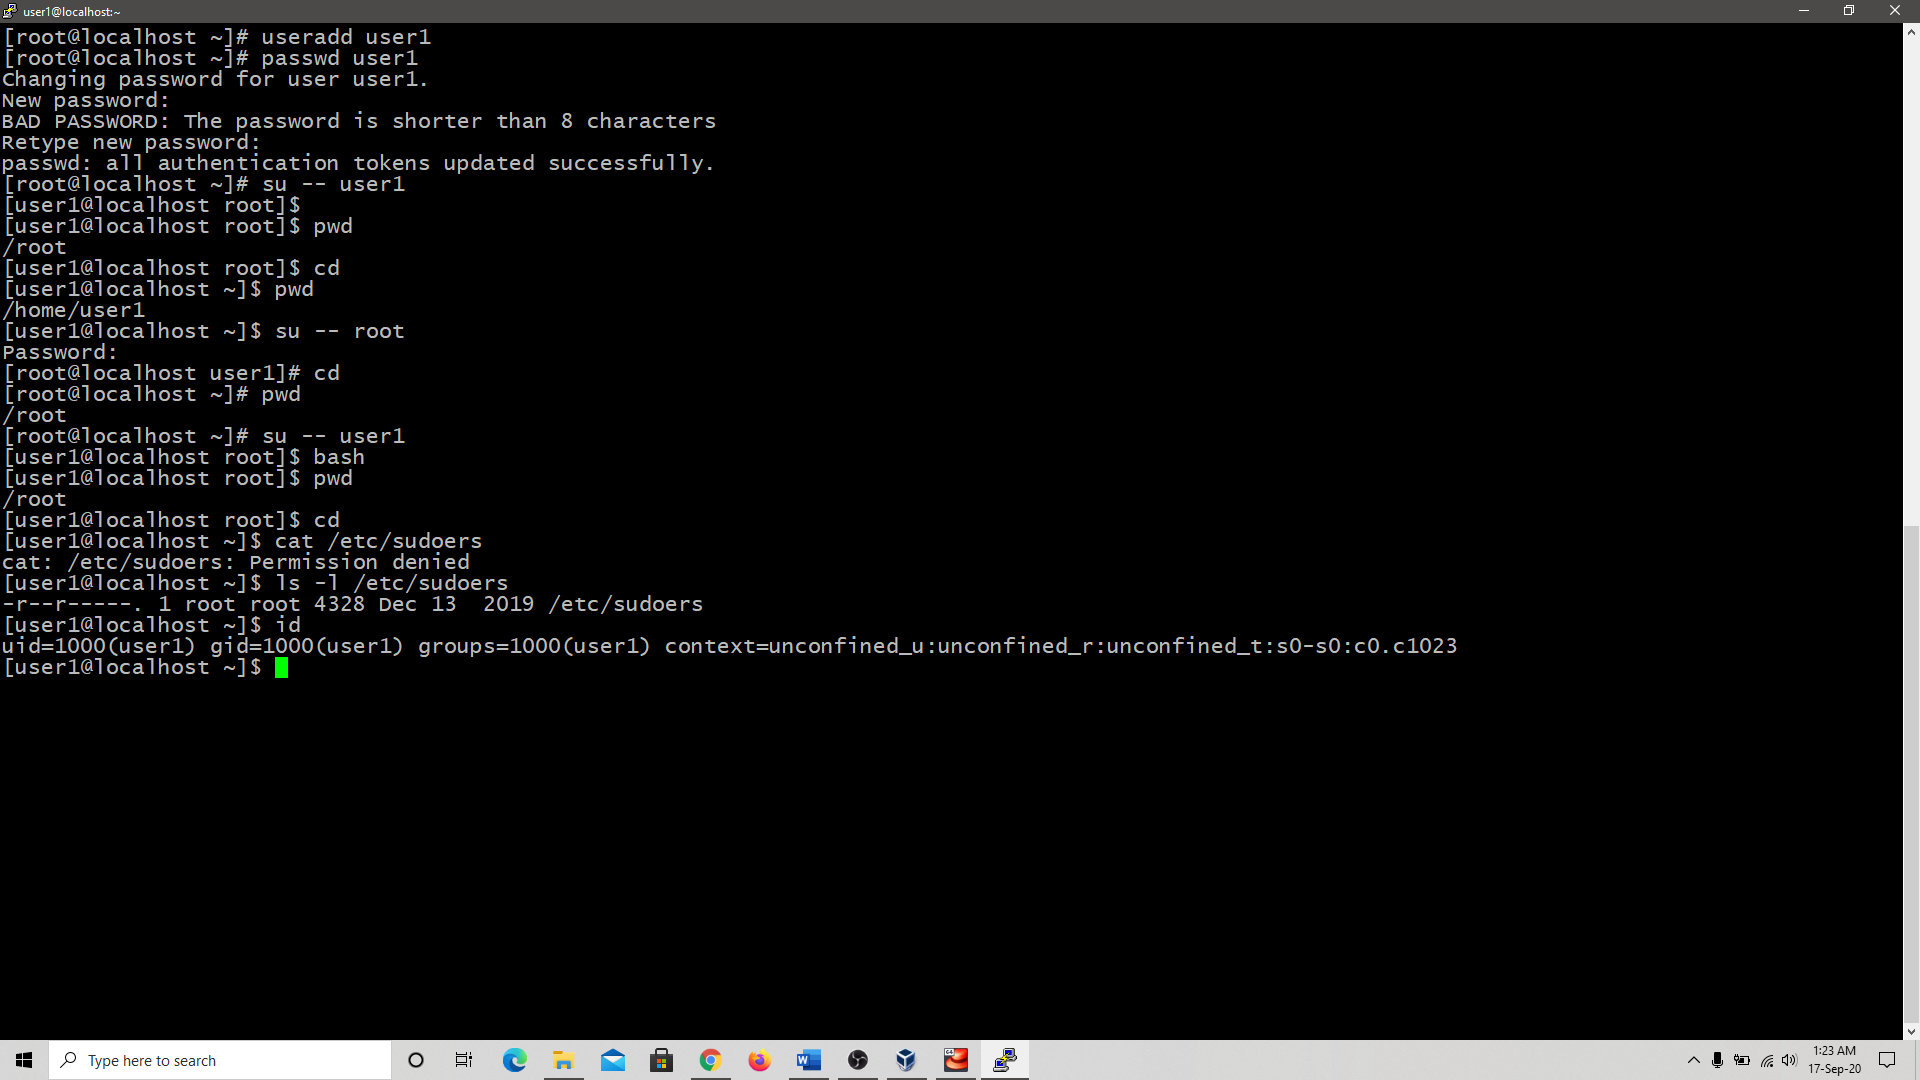 user1@localhost:~
[root@localhost ~]# useradd user1
[root@localhost ~]# passwd user1
Changing password for user user1.
New password:
BAD PASSWORD: The password is shorter than 8 characters
Retype new password:
passwd: all authentication tokens updated successfully.
[root@localhost ~]# su -- user1
[user1@localhost root]$
[user1@localhost root]$ pwd
/root
[user1@localhost root]$ cd
[user1@localhost ~]$ pwd
/home/user1
[user1@localhost ~]$ su -- root
Password:
[root@localhost user1]# cd
[root@localhost ~]# pwd
/root
[root@localhost ~]# su -- user1
[user1@localhost root]$ bash
[user1@localhost root]$ pwd
/root
[user1@localhost root]$ cd
[user1@localhost ~]$ cat /etc/sudoers
cat: /etc/sudoers: Permission denied
[user1@localhost ~]$ ls -l /etc/sudoers
-r--r-----. 1 root root 4328 Dec 13  2019 /etc/sudoers
[user1@localhost ~]$ id
uid=1000(user1) gid=1000(user1) groups=1000(user1) context=unconfined_u:unconfined_r:unconfined_t:s0-s0:c0.c1023
[user1@localhost ~]$
Type here to search
1:23 AM
17-Sep-20